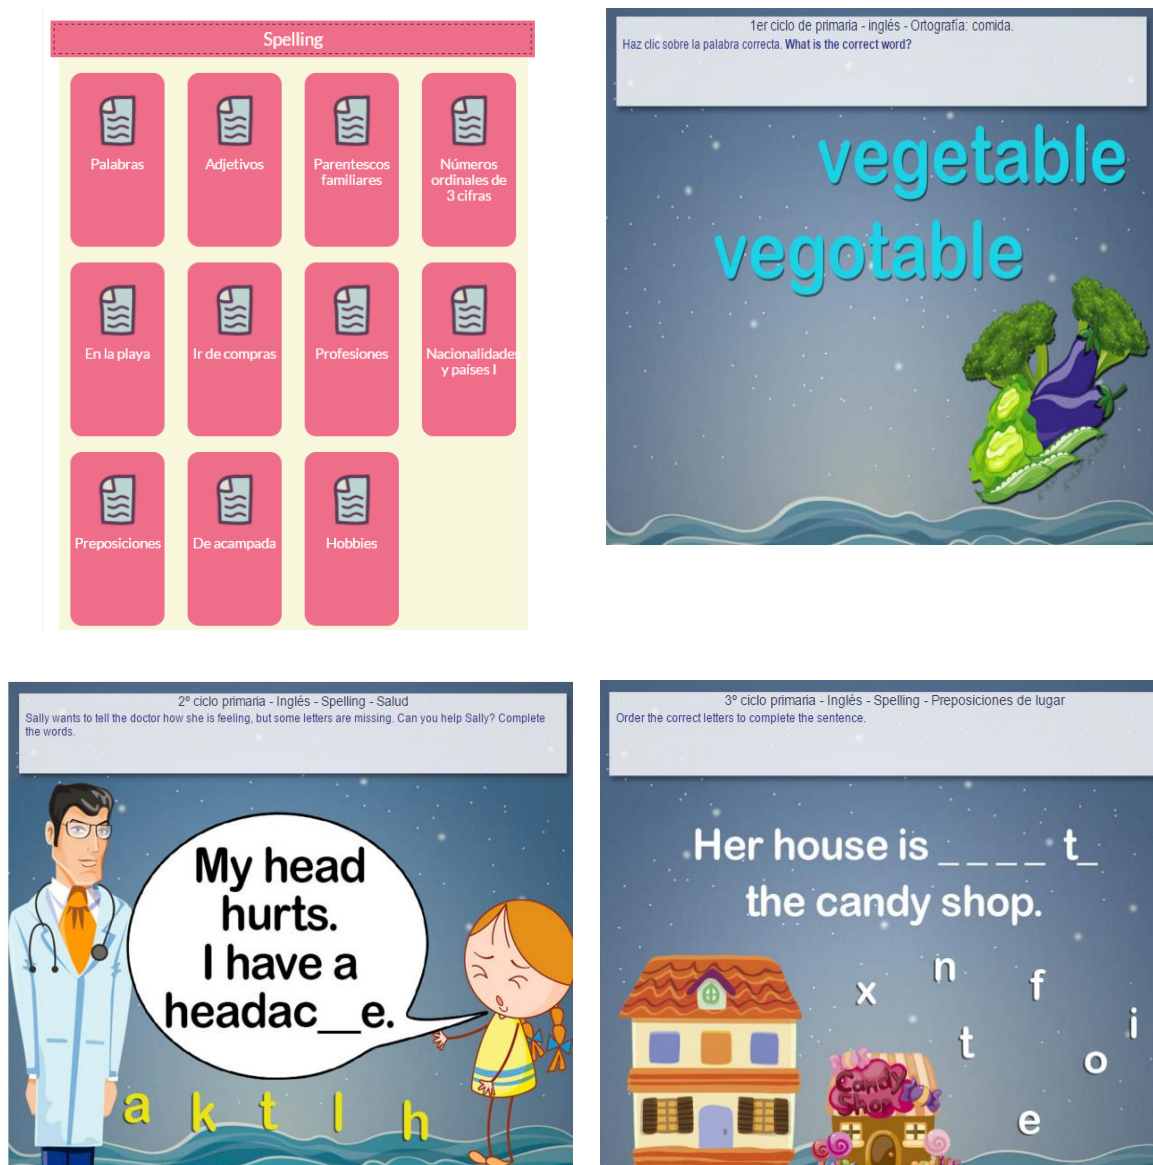 Spelling
Palabras
Adjetivos
Parentescos
familiares
Números
ordinales de
3 cifras
En la playa
Ir de compras
Profesiones
Nacionalidades
y países I
Preposiciones
De acampada
Hobbies
1er ciclo de primaria - inglés - Ortografía: comida.
Haz clic sobre la palabra correcta. What is the correct word?
vegetable
vegotable
2º ciclo primaria - Inglés - Spelling - Salud
Sally wants to tell the doctor how she is feeling, but some letters are missing. Can you help Sally? Complete
the words.
My head
hurts.
I have a
headac__e.
a k t l h
3º ciclo primaria - Inglés - Spelling - Preposiciones de lugar
Order the correct letters to complete the sentence.
Her house is _ _ _ _ t_
the candy shop.
x n f i
t o
e
Candy
Shop